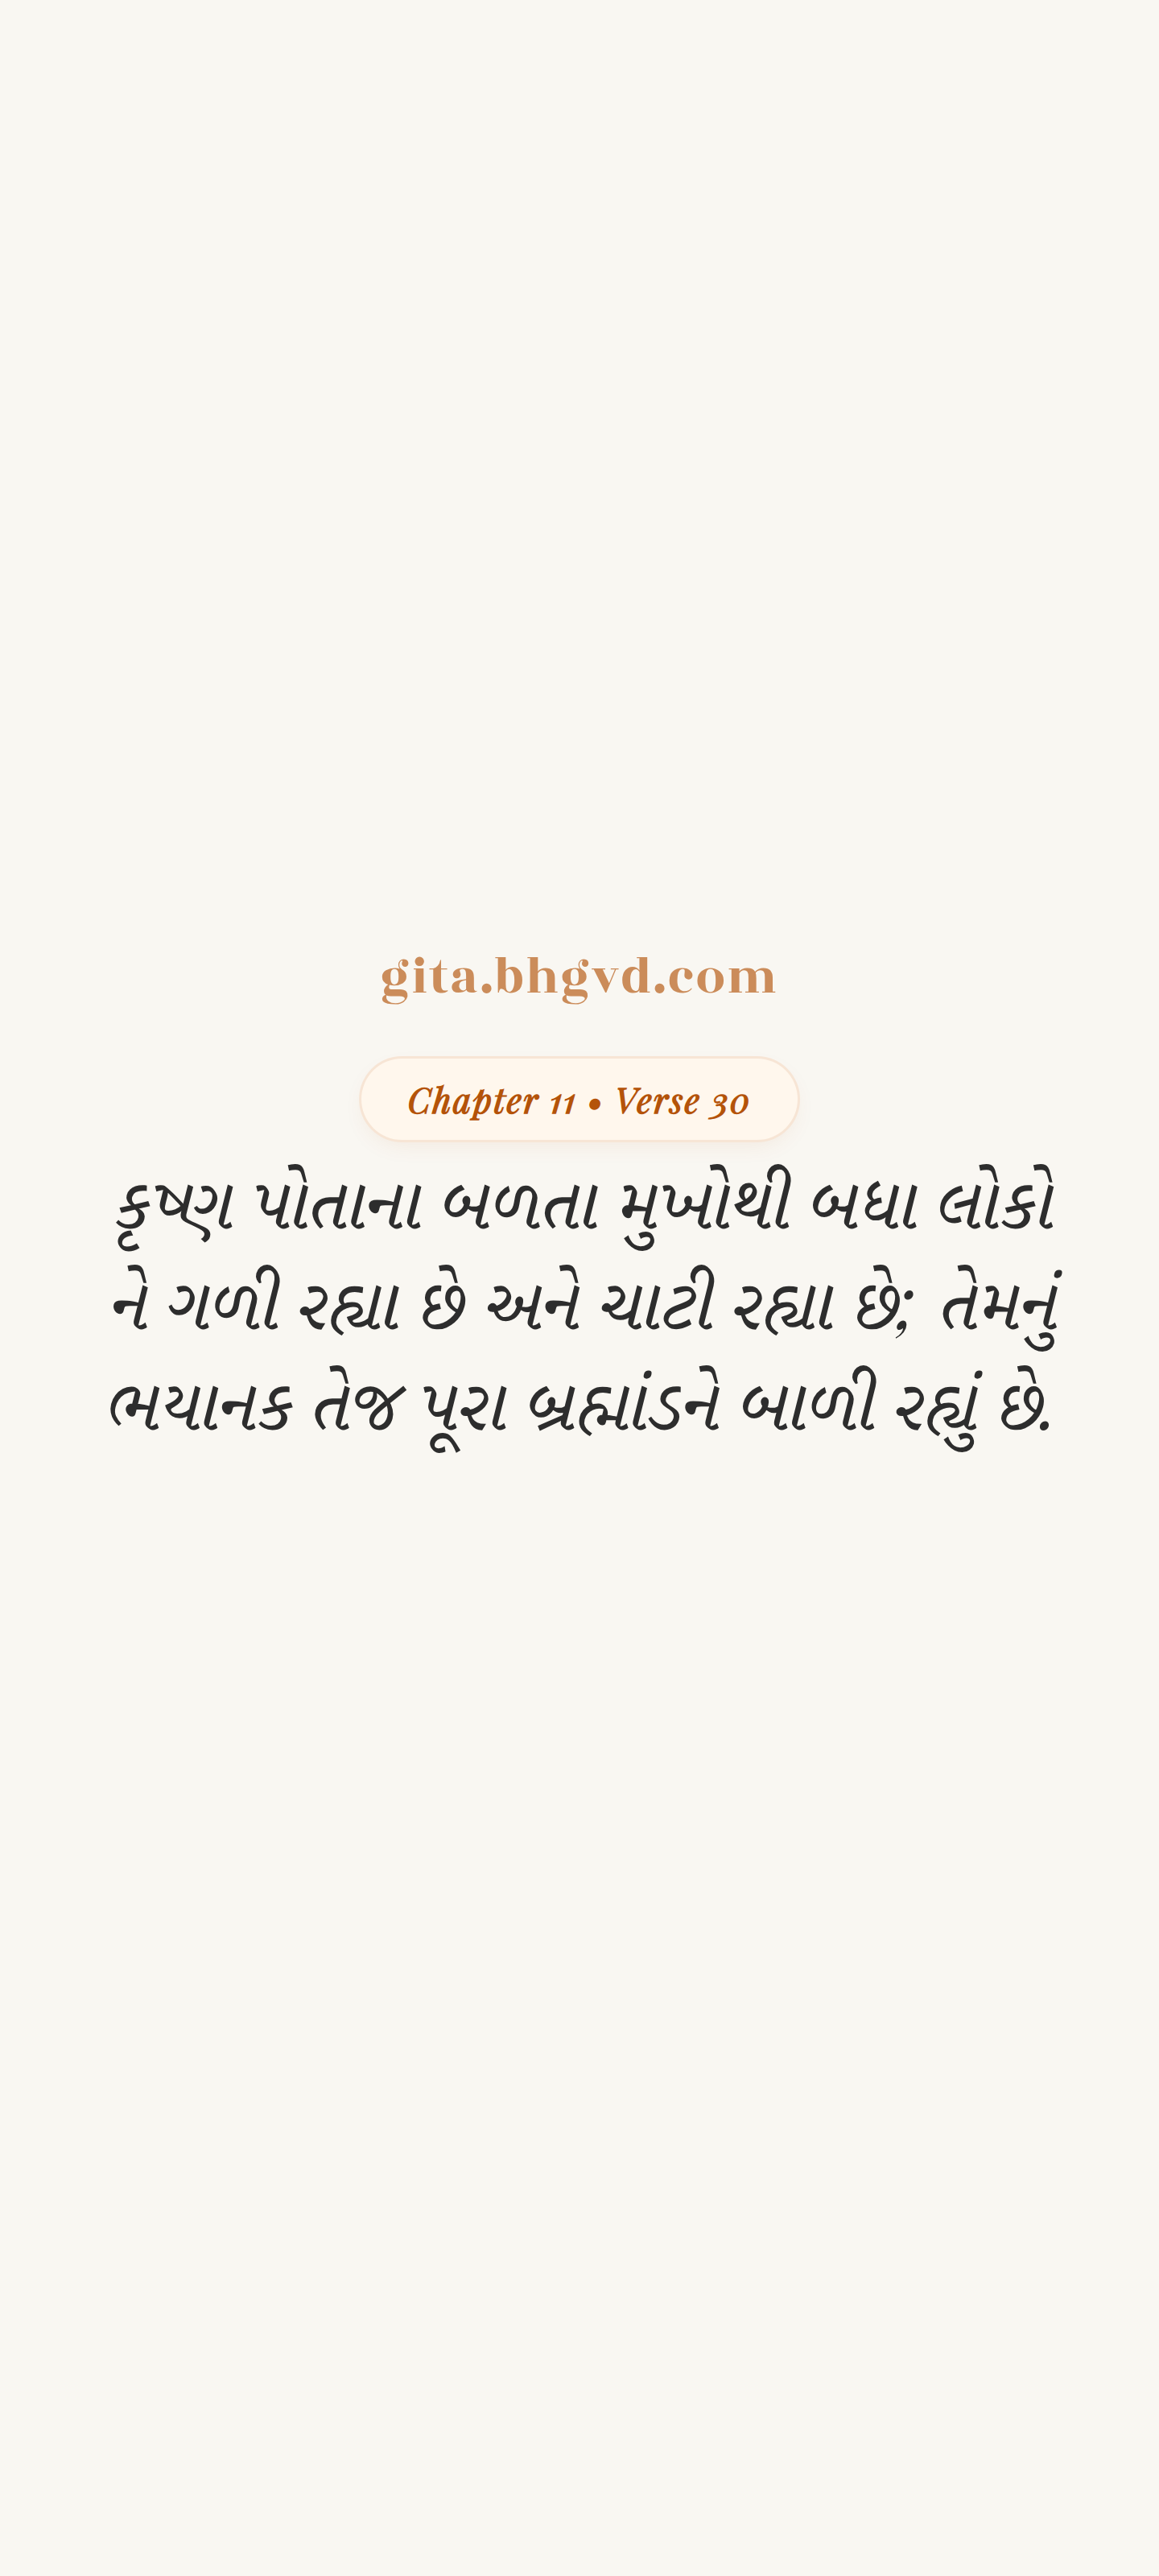 gita.bhgvd.com
Chapter 11 • Verse 30
કૃષ્ણ પોતાના બળતા મુખોથી બધા લોકો
ને ગળી રહ્યા છે અને ચાટી રહ્યા છે; તેમનું
ભયાનક તેજ પૂરા બ્રહ્માંડને બાળી રહ્યું છે.